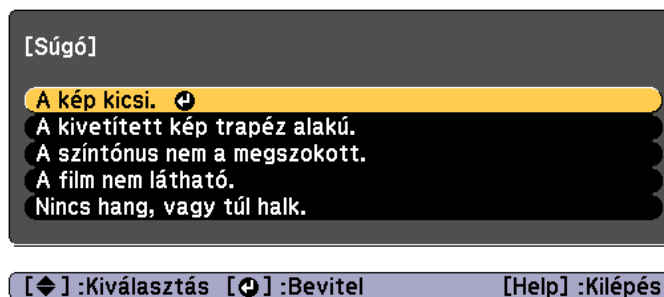 [Súgó]
A kép kicsi.
A kivetített kép trapéz alakú.
A színtónus nem a megszokott.
A film nem látható.
Nincs hang, vagy túl halk.
[◆] :Kiválasztás [↵] :Bevitel [Help] :Kilépés